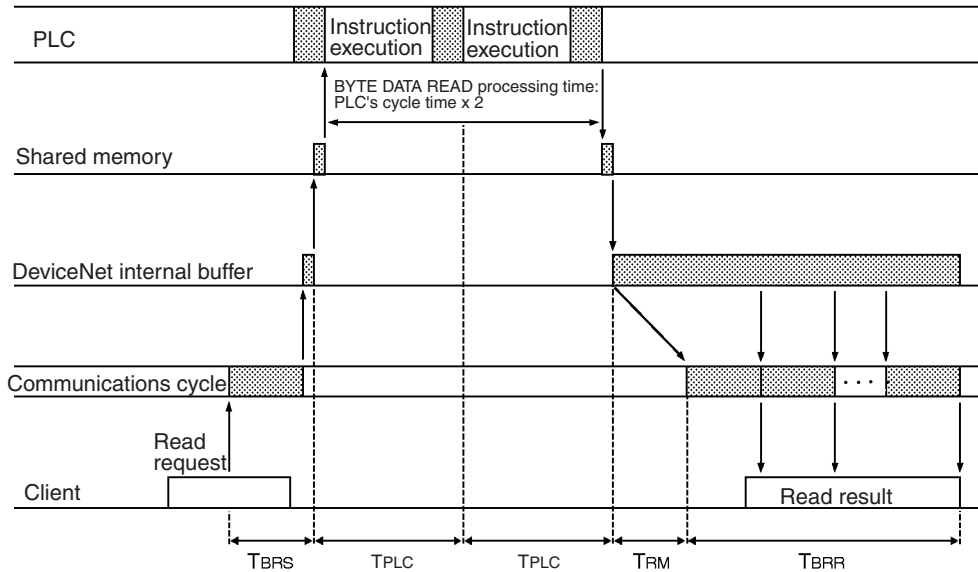 PLC
Instruction
execution
Instruction
execution
BYTE DATA READ processing time:
PLC's cycle time x 2
Shared memory
DeviceNet internal buffer
Communications cycle
. . . .
Read
request
Client
Read result
TBRS
TPLC
TPLC
TRM
TBRR